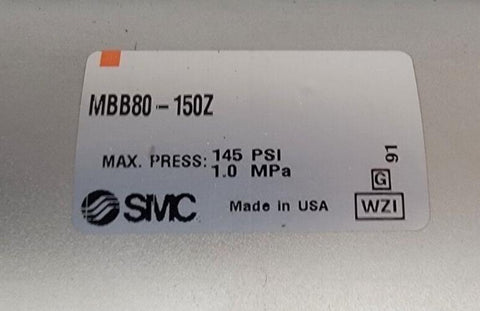 MBB80-150Z
MAX. PRESS: 145 PSI
1.0 MPa
SMC
Made in USA
91
G
WZI